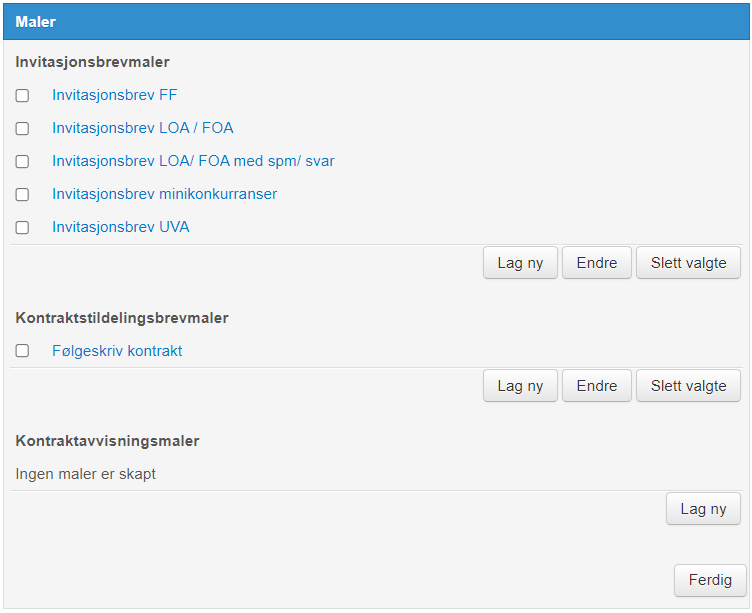 Maler
Invitasjonsbrevmaler
Invitasjonsbrev FF
Invitasjonsbrev LOA / FOA
Invitasjonsbrev LOA/ FOA med spm/ svar
Invitasjonsbrev minikonkurranser
Invitasjonsbrev UVA
Lag ny Endre Slett valgte
Kontraktstildelingsbrevmaler
Følgeskriv kontrakt
Lag ny Endre Slett valgte
Kontraktavvisningsmaler
Ingen maler er skapt
Lag ny
Ferdig